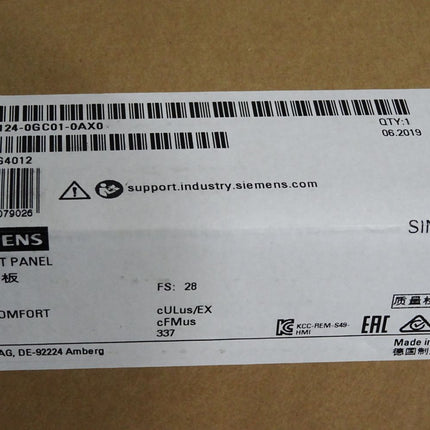 124-0GC01-0AX0
QTY:1
06.2019
G4012
079026
support.industry.siemens.com
ENS
SIM
T PANEL
板
FS: 28
质量检
OMFORT
cULus/EX
cFMus
337
KCC-REM-S49-
HMI
EAC
AG, DE-92224 Amberg
Made in
德国制